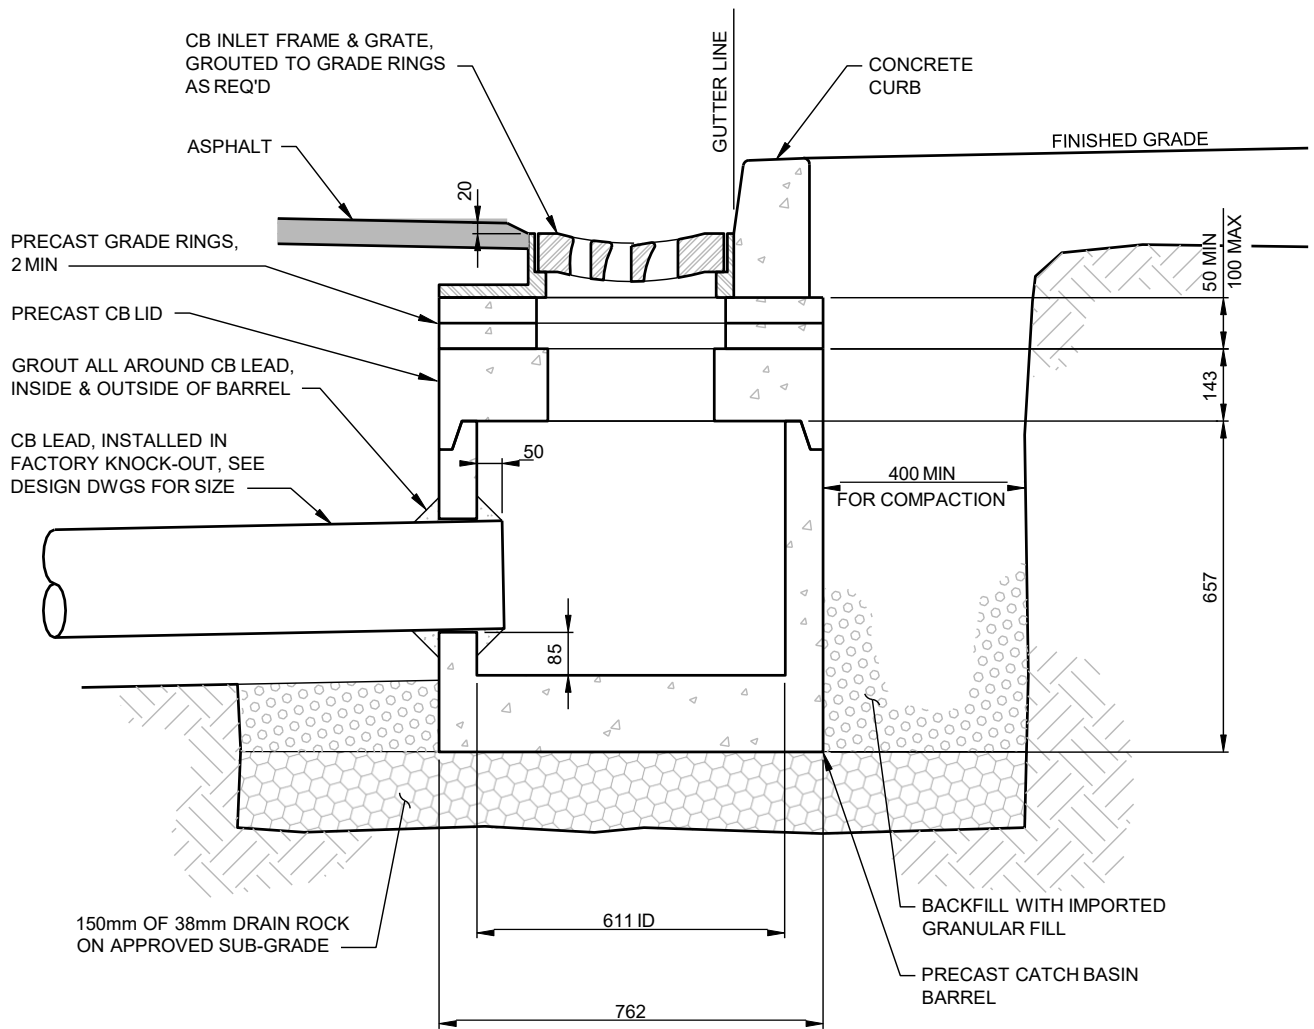 CB INLET FRAME & GRATE,
GROUTED TO GRADE RINGS
AS REQ'D
GUTTER LINE
CONCRETE
CURB
FINISHED GRADE
ASPHALT
20
PRECAST GRADE RINGS,
2 MIN
50 MIN
100 MAX
PRECAST CB LID
GROUT ALL AROUND CB LEAD,
INSIDE & OUTSIDE OF BARREL
143
CB LEAD, INSTALLED IN
FACTORY KNOCK-OUT, SEE
DESIGN DWGS FOR SIZE
50
400 MIN
FOR COMPACTION
657
85
150mm OF 38mm DRAIN ROCK
ON APPROVED SUB-GRADE
611 ID
BACKFILL WITH IMPORTED
GRANULAR FILL
PRECAST CATCH BASIN
BARREL
762